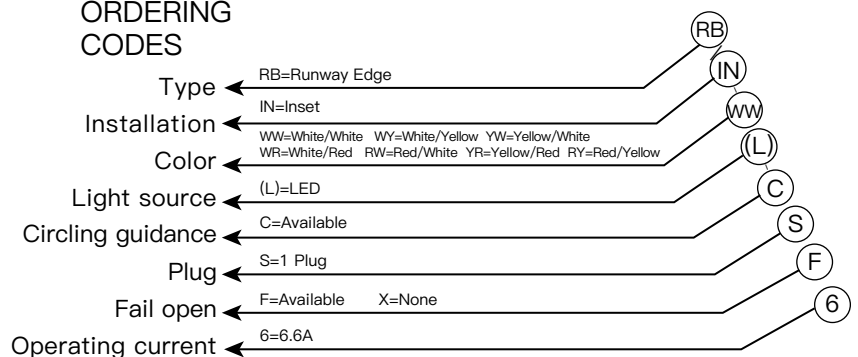 ORDERING
CODES
RB
Type RB=Runway Edge
IN
Installation IN=Inset
WW
WW=White/White WY=White/Yellow YW=Yellow/White
Color WR=White/Red RW=Red/White YR=Yellow/Red RY=Red/Yellow
(L)
Light source (L)=LED
C
Circling guidance C=Available
S
Plug S=1 Plug
F
Fail open F=Available X=None
6
Operating current 6=6.6A